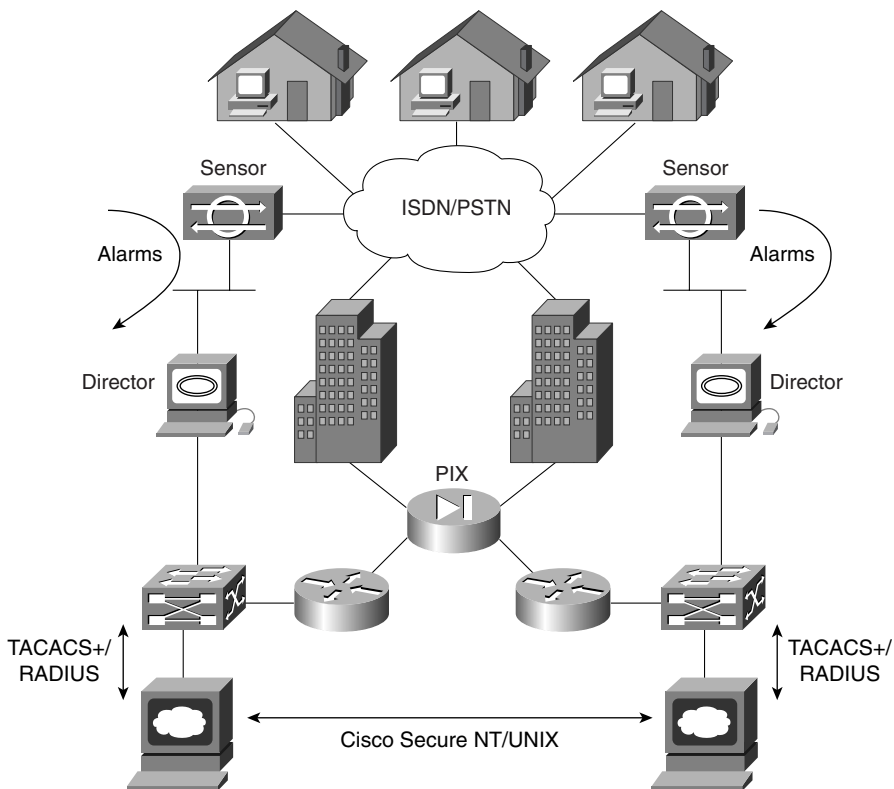 Sensor
Sensor
ISDN/PSTN
Alarms
Alarms
Director
Director
PIX
TACACS+/
RADIUS
TACACS+/
RADIUS
Cisco Secure NT/UNIX